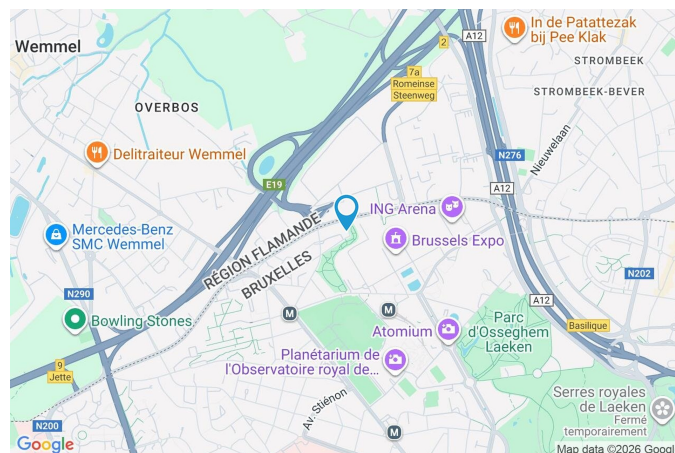 Wemmel
In de Patattezak
bij Pee Klak
A12
2
7a
Romeinse
Steenweg
STROMBEEK
STROMBEEK-BEVER
OVERBOS
Delitraiteur Wemmel
N276
Nieuwelaan
E19
A12
ING Arena
Mercedes-Benz
SMC Wemmel
RÉGION FLAMANDE
BRUXELLES
Brussels Expo
N202
N290
M
M
A12
Bowling Stones
Atomium
Parc
d'Osseghem
Laeken
Basilique
Planétarium de
l'Observatoire royal de...
9
Jette
Av. Stiénon
Serres royales
de Laeken
Fermé
temporairement
N200
M
Google
Map data ©2026 Google